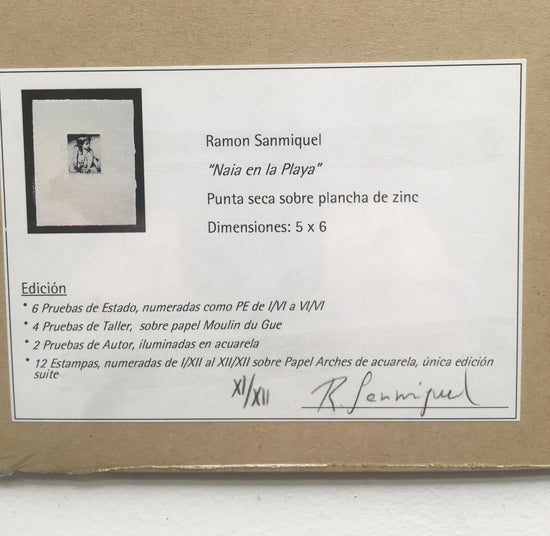 Ramon Sanmiquel
"Naia en la Playa"
Punta seca sobre plancha de zinc
Dimensiones: 5 x 6
Edición
* 6 Pruebas de Estado, numeradas como PE de I/VI a VI/VI
* 4 Pruebas de Taller, sobre papel Moulin du Gue
* 2 Pruebas de Autor, iluminadas en acuarela
* 12 Estampas, numeradas de I/XII al XII/XII sobre Papel Arches de acuarela, única edición
suite
XI/XII R. Sanmiquel